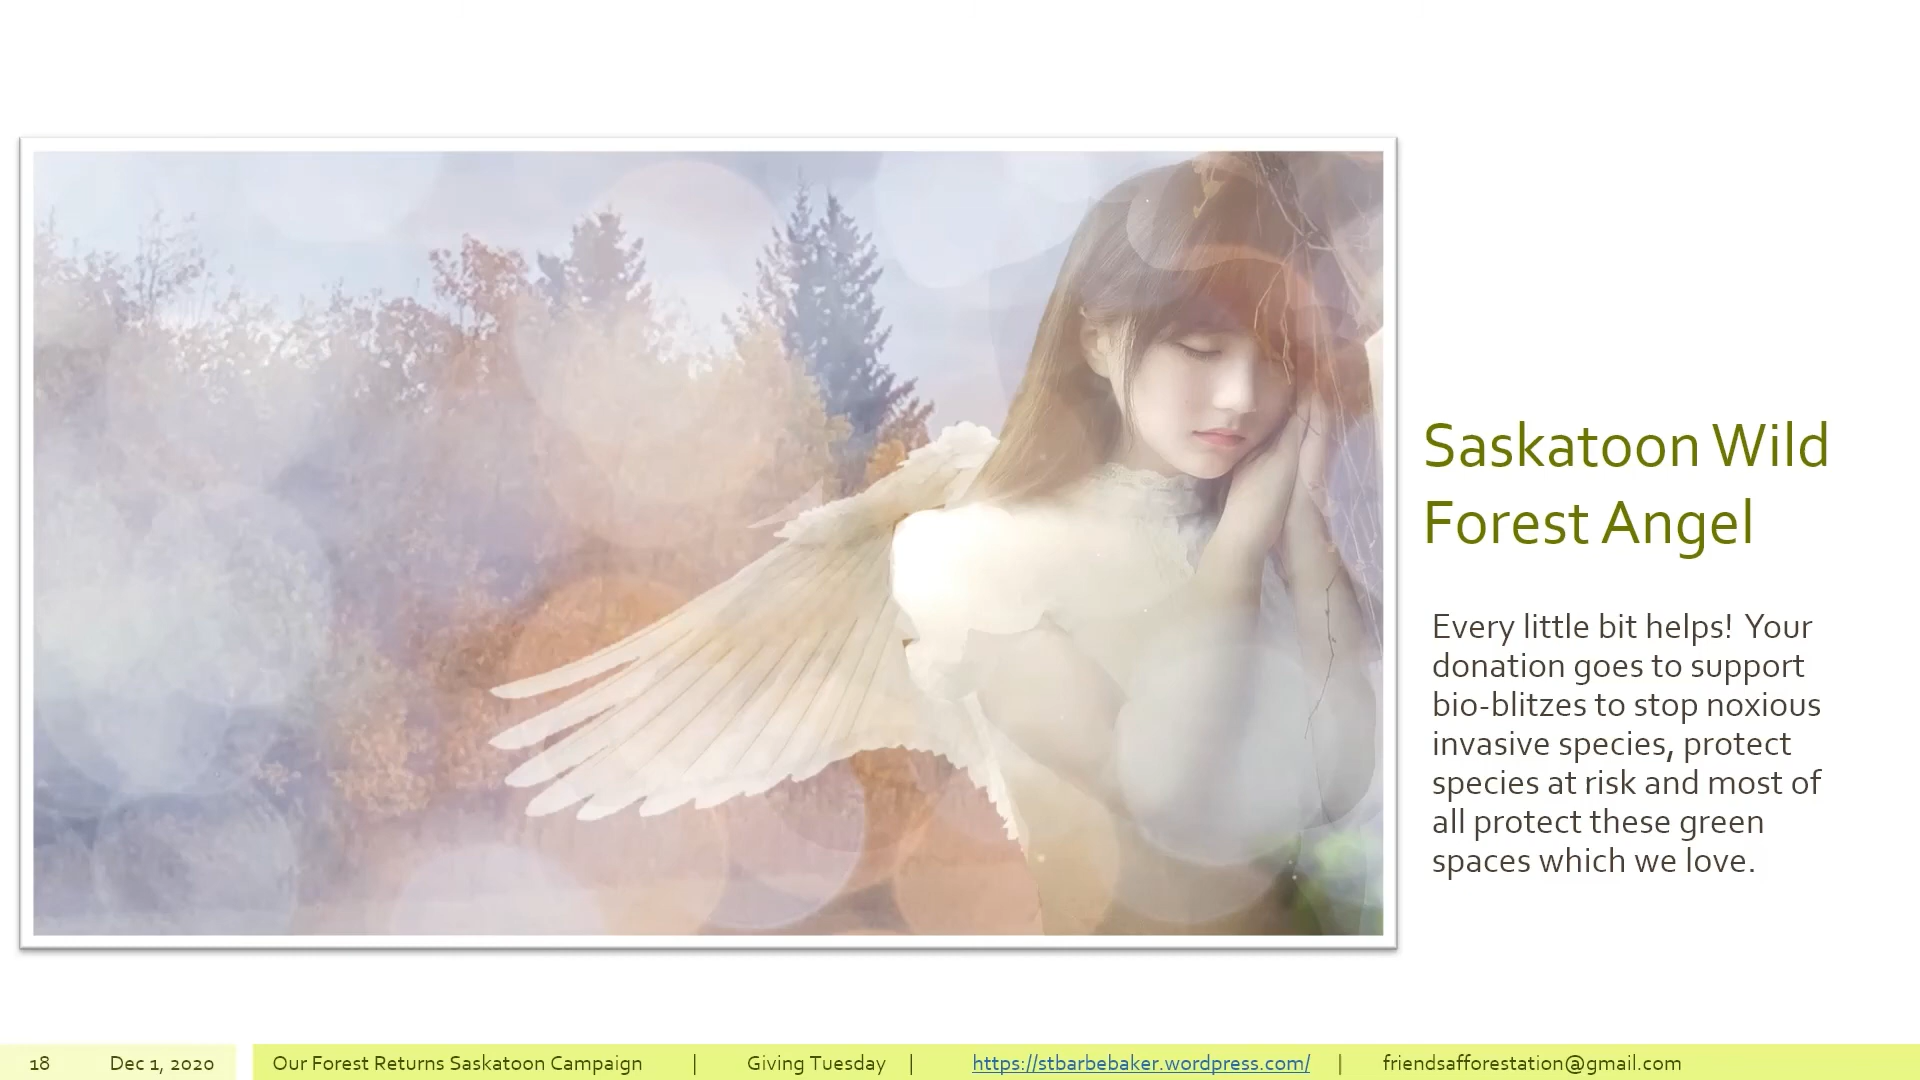 Saskatoon Wild
Forest Angel
Every little bit helps!  Your
donation goes to support
bio-blitzes to stop noxious
invasive species, protect
species at risk and most of
all protect these green
spaces which we love.
18 Dec 1, 2020 Our Forest Returns Saskatoon Campaign | Giving Tuesday | https://stbarbebaker.wordpress.com/ | friendsafforestation@gmail.com